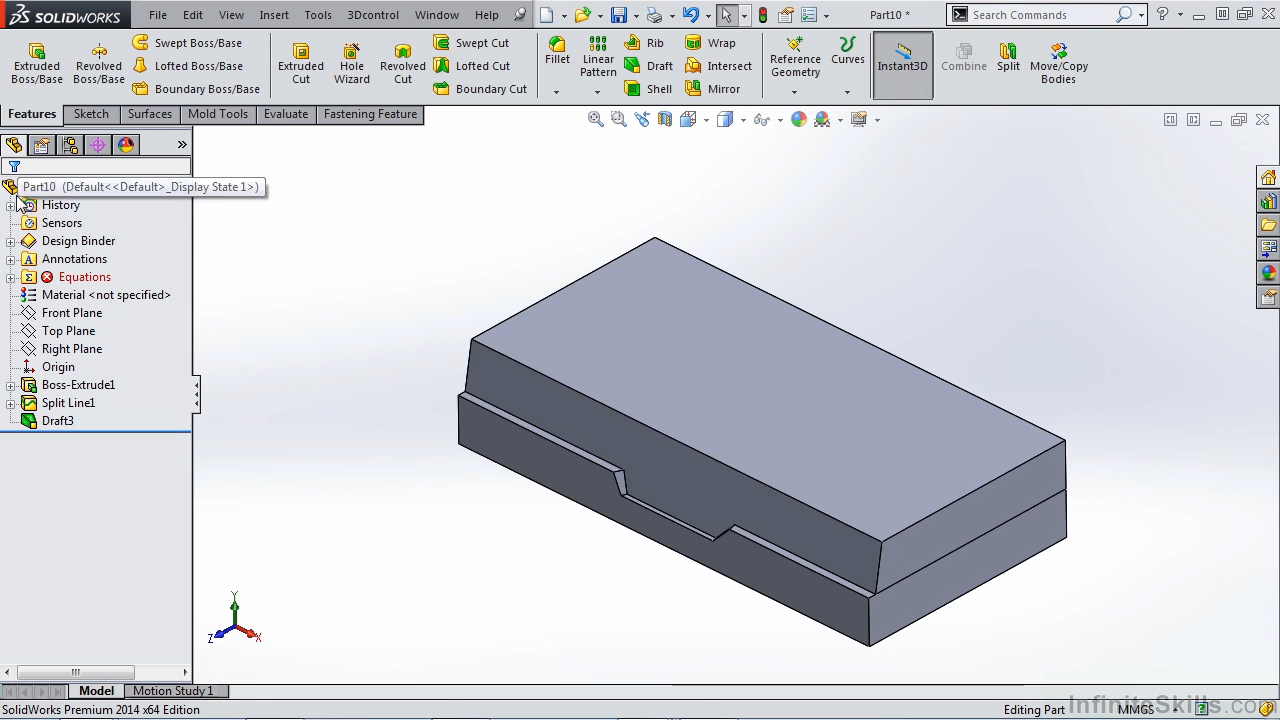 SOLIDWORKS File Edit View Insert Tools 3Dcontrol Window Help Part10 * Search Commands
Extruded Boss/Base
Revolved Boss/Base
Swept Boss/Base
Lofted Boss/Base
Boundary Boss/Base
Extruded Cut
Hole Wizard
Revolved Cut
Swept Cut
Lofted Cut
Boundary Cut
Fillet
Linear Pattern
Rib
Draft
Shell
Wrap
Intersect
Mirror
Reference Geometry
Curves
Instant3D
Combine
Split
Move/Copy Bodies
Features Sketch Surfaces Mold Tools Evaluate Fastening Feature
Part10 (Default<<Default>_Display State 1>)
History
Sensors
Design Binder
Annotations
Equations
Material <not specified>
Front Plane
Top Plane
Right Plane
Origin
Boss-Extrude1
Split Line1
Draft3
Y
Z X
Model Motion Study 1
InfiniteSkills.com
SolidWorks Premium 2014 x64 Edition Editing Part MMGS